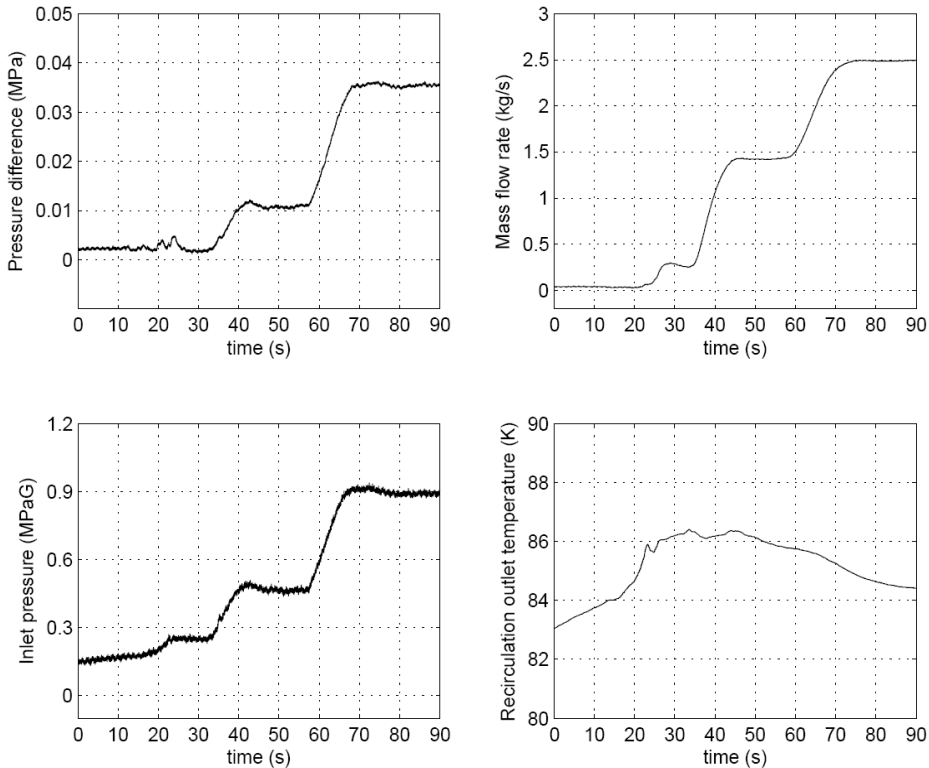 Pressure difference (MPa)
0.05
0.04
0.03
0.02
0.01
0
0 10 20 30 40 50 60 70 80 90
time (s)
Mass flow rate (kg/s)
3
2.5
2
1.5
1
0.5
0
0 10 20 30 40 50 60 70 80 90
time (s)
Inlet pressure (MPaG)
1.2
0.9
0.6
0.3
0
0 10 20 30 40 50 60 70 80 90
time (s)
Recirculation outlet temperature (K)
90
88
86
84
82
80
0 10 20 30 40 50 60 70 80 90
time (s)